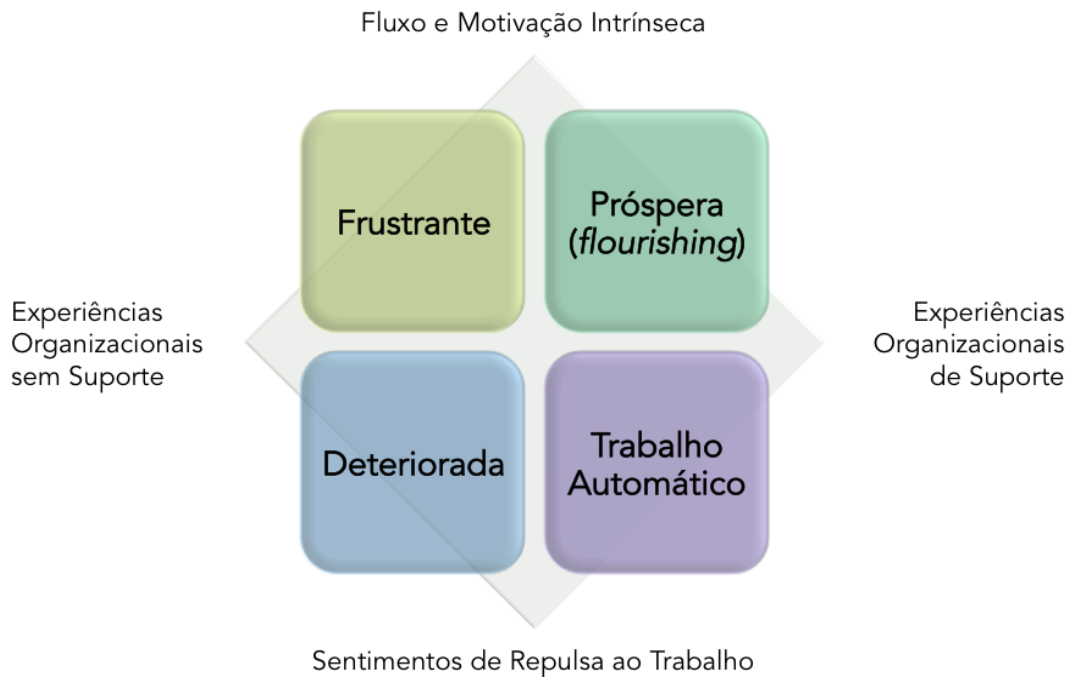 Fluxo e Motivação Intrínseca
Frustrante
Próspera
(flourishing)
Experiências
Organizacionais
sem Suporte
Experiências
Organizacionais
de Suporte
Deteriorada
Trabalho
Automático
Sentimentos de Repulsa ao Trabalho